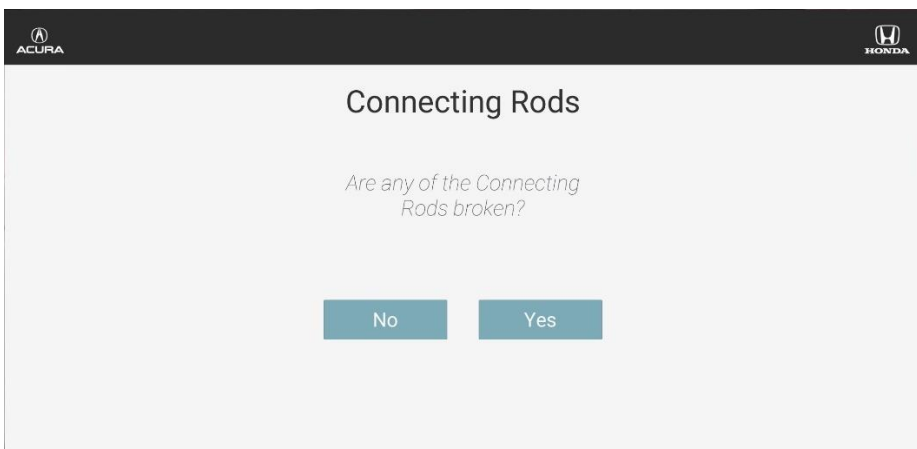 ACURA
HONDA
Connecting Rods
Are any of the Connecting
Rods broken?
No
Yes